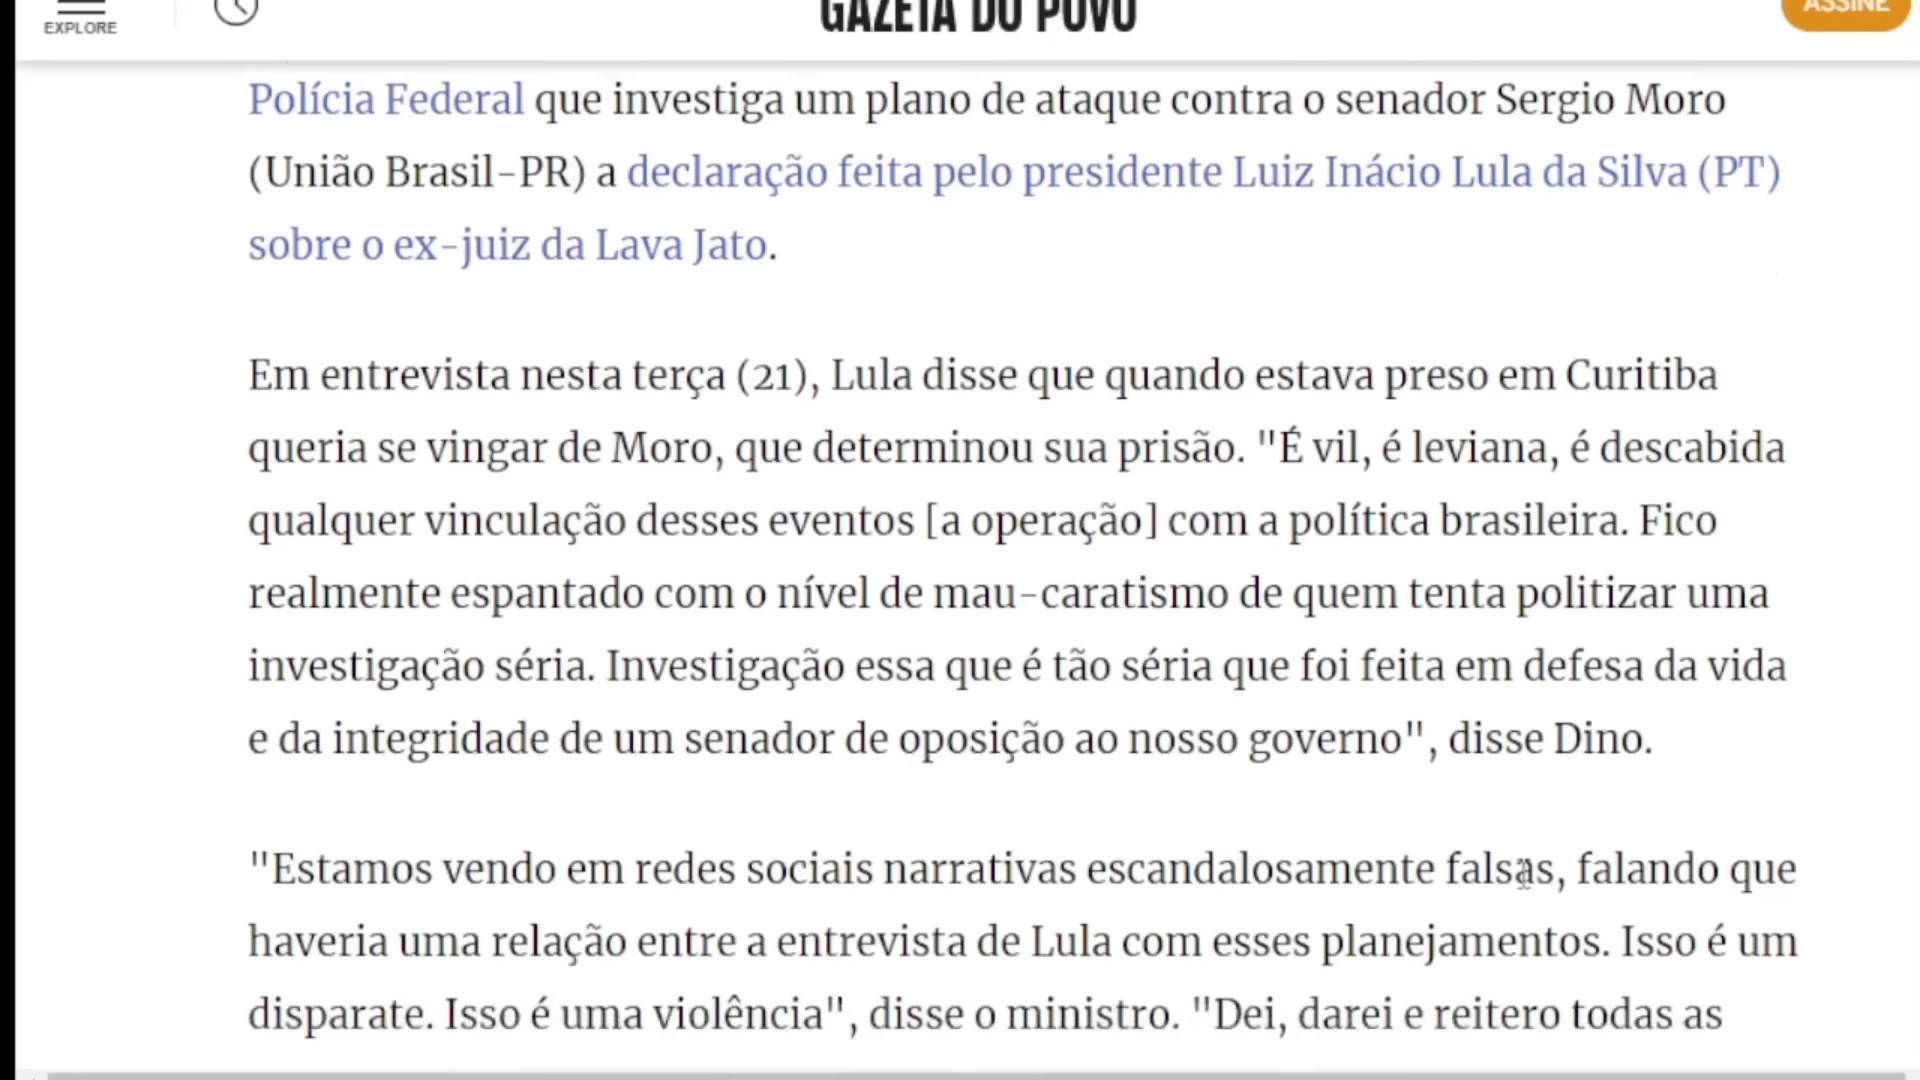 EXPLORE
GAZETA DO POVO
ASSINE
Polícia Federal que investiga um plano de ataque contra o senador Sergio Moro
(União Brasil-PR) a declaração feita pelo presidente Luiz Inácio Lula da Silva (PT)
sobre o ex-juiz da Lava Jato.
Em entrevista nesta terça (21), Lula disse que quando estava preso em Curitiba
queria se vingar de Moro, que determinou sua prisão. "É vil, é leviana, é descabida
qualquer vinculação desses eventos [a operação] com a política brasileira. Fico
realmente espantado com o nível de mau-caratismo de quem tenta politizar uma
investigação séria. Investigação essa que é tão séria que foi feita em defesa da vida
e da integridade de um senador de oposição ao nosso governo", disse Dino.
"Estamos vendo em redes sociais narrativas escandalosamente falsas, falando que
haveria uma relação entre a entrevista de Lula com esses planejamentos. Isso é um
disparate. Isso é uma violência", disse o ministro. "Dei, darei e reitero todas as